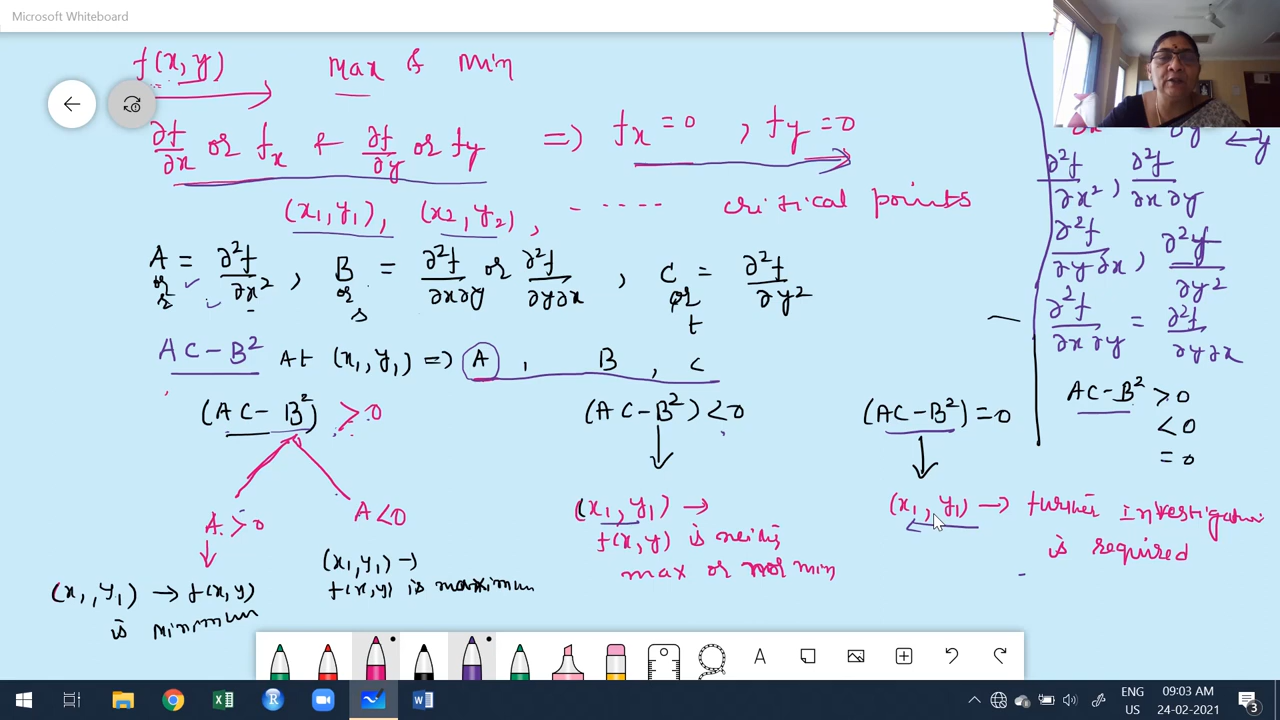 Microsoft Whiteboard
f(x, y) max & min
∂f/∂x or fx & ∂f/∂y or fy ⇒ fx = 0 , fy = 0
(x1, y1), (x2, y2), - ..... critical points
A = ∂²f/∂x² , B = ∂²f/∂x∂y or ∂²f/∂y∂x , C = ∂²f/∂y²
or or or
s t
AC-B² At (x1, y1) ⇒ A , B , C
(AC-B²) > 0 (AC-B²) < 0 (AC-B²) = 0
A > 0 A < 0
(x1, y1) → f(x, y)
is minimum
(x1, y1) →
f(x, y) is maximum
(x1, y1) →
f(x, y) is
max or nor min
(x1, y1) → further
is required
∂x ∂y ← y
∂²f/∂x² , ∂²f/∂x∂y
∂²f/∂y∂x , ∂²f/∂y²
∂²f/∂x∂y = ∂²f/∂y∂x
AC-B² > 0
< 0
= 0
A
W
ENG
US
09:03 AM
24-02-2021
3